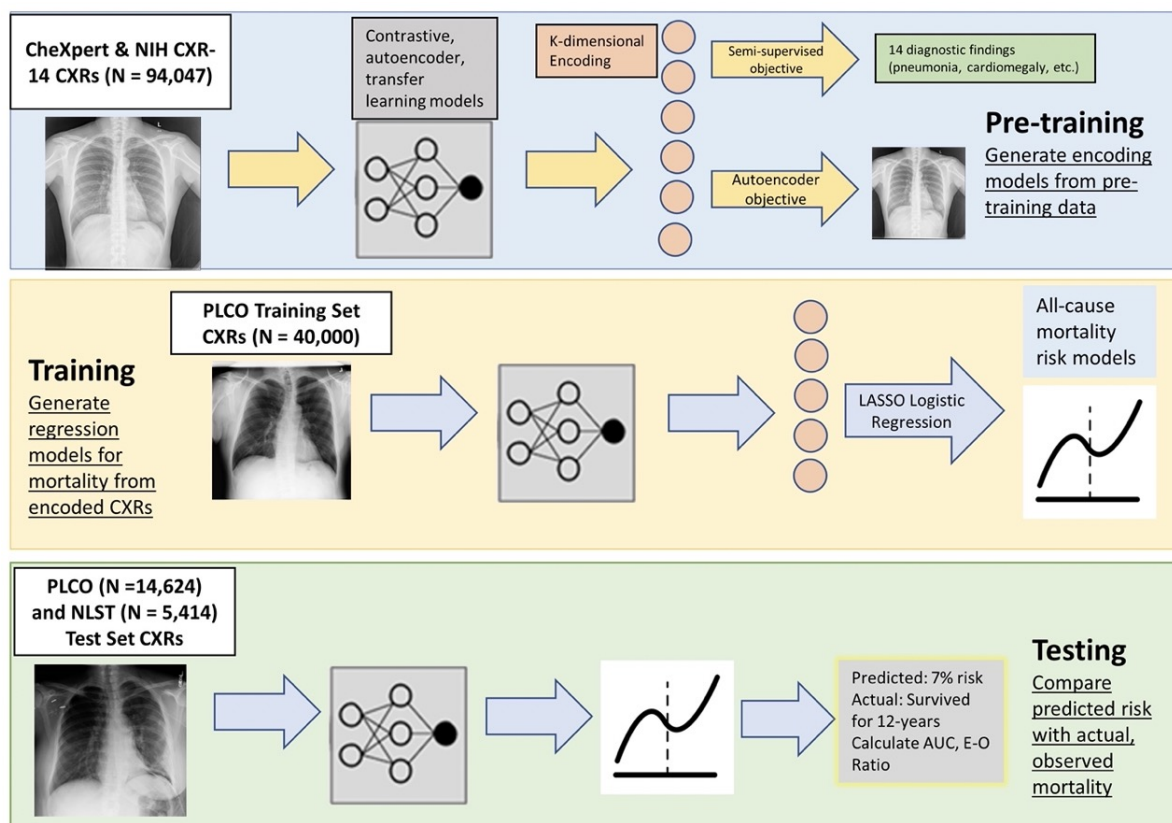 CheXpert & NIH CXR-
14 CXRs (N = 94,047)
Contrastive,
autoencoder,
transfer
learning models
K-dimensional
Encoding
Semi-supervised
objective
14 diagnostic findings
(pneumonia, cardiomegaly, etc.)
Autoencoder
objective
Pre-training
Generate encoding
models from pre-
training data
L
Training
Generate
regression
models for
mortality from
encoded CXRs
PLCO Training Set
CXRs (N = 40,000)
LASSO Logistic
Regression
All-cause
mortality
risk models
PLCO (N =14,624)
and NLST (N = 5,414)
Test Set CXRs
Predicted: 7% risk
Actual: Survived
for 12-years
Calculate AUC, E-O
Ratio
Testing
Compare
predicted risk
with actual,
observed
mortality